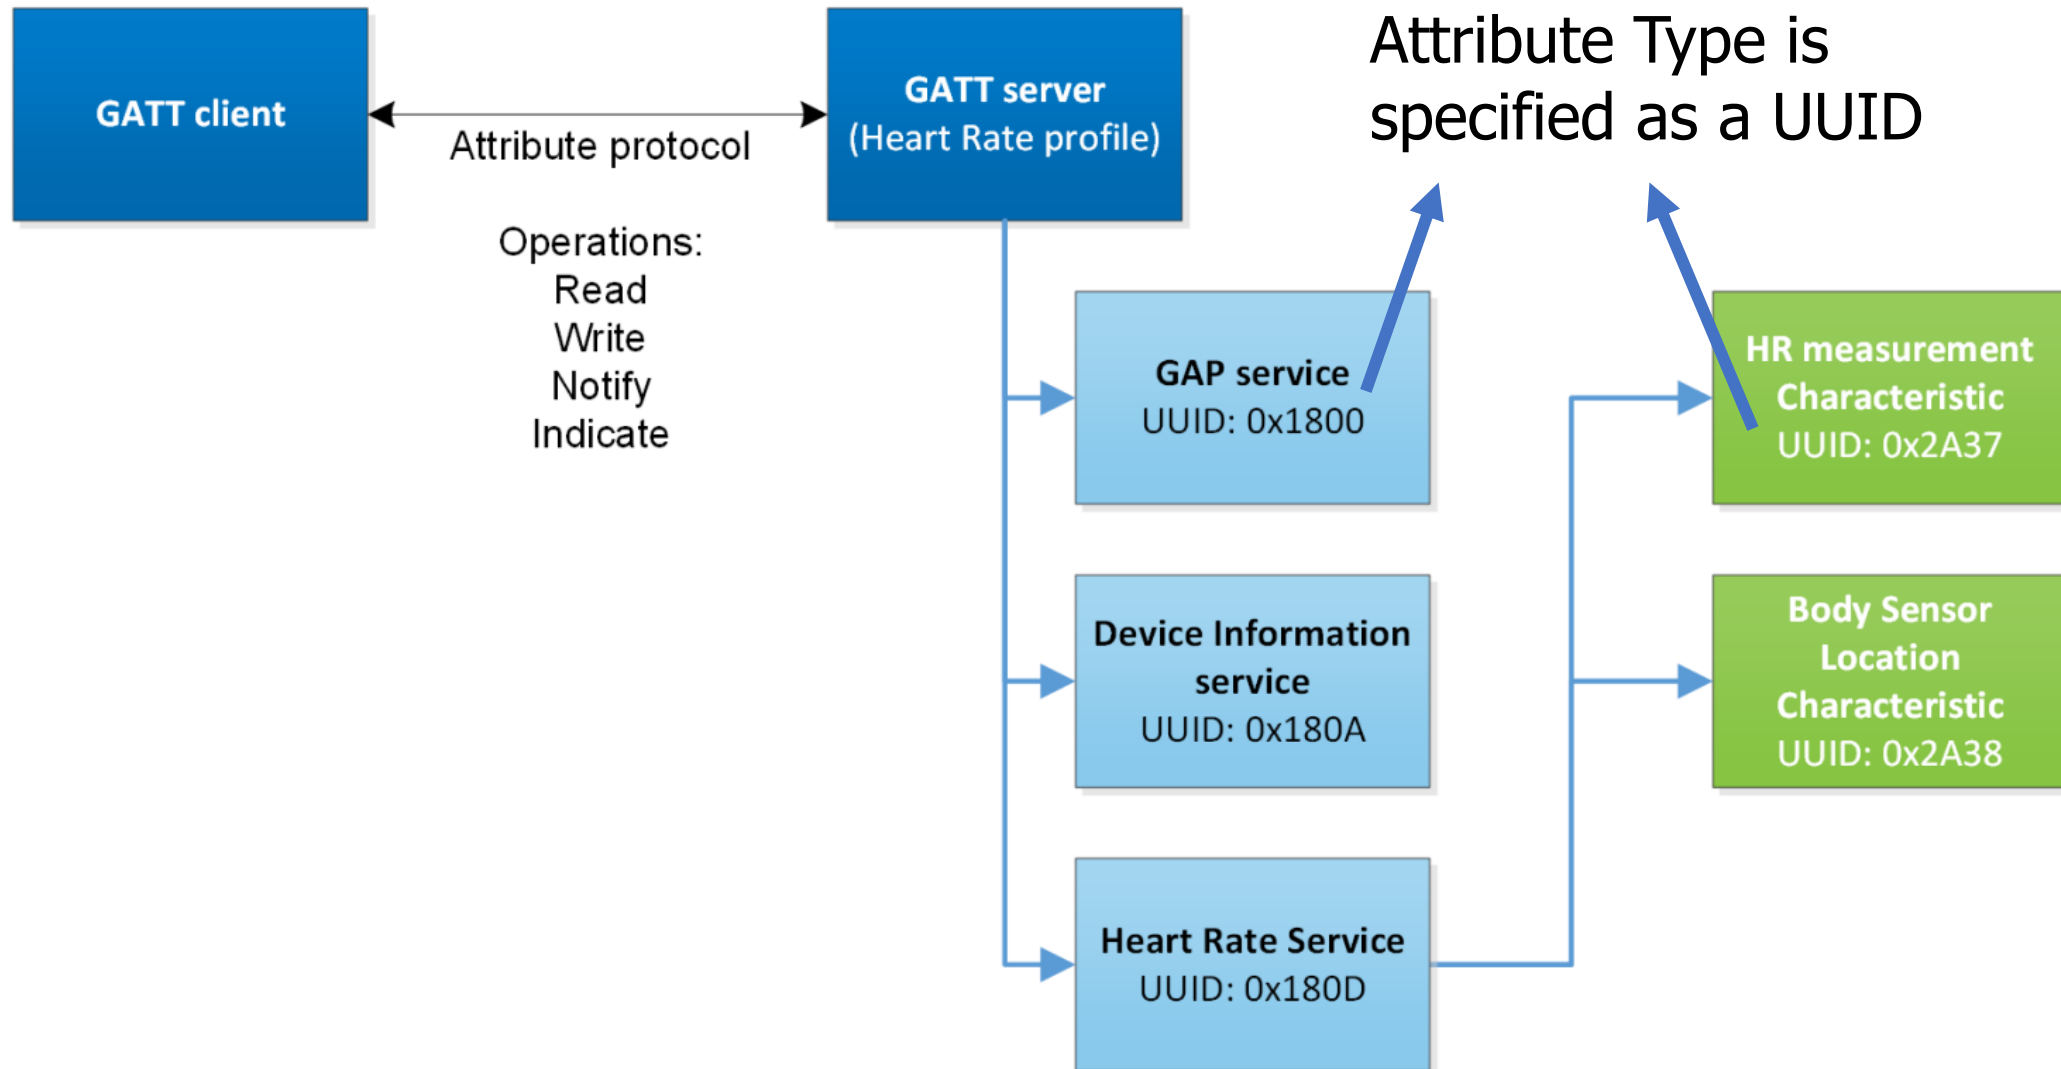 GATT client
Attribute protocol
Operations:
Read
Write
Notify
Indicate
GATT server
(Heart Rate profile)
Attribute Type is
specified as a UUID
GAP service
UUID: 0x1800
Device Information
service
UUID: 0x180A
Heart Rate Service
UUID: 0x180D
HR measurement
Characteristic
UUID: 0x2A37
Body Sensor
Location
Characteristic
UUID: 0x2A38